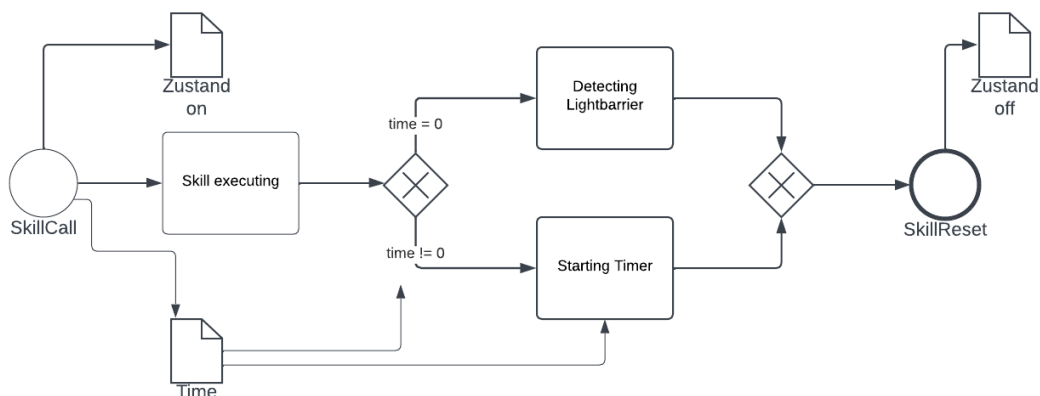 Zustand
on
Zustand
off
Detecting
Lightbarrier
time = 0
Skill executing
SkillCall
SkillReset
time != 0
Starting Timer
Time